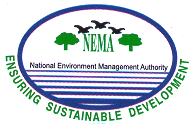 NEMA
National Environment Management Authority
ENSURING SUSTAINABLE DEVELOPMENT